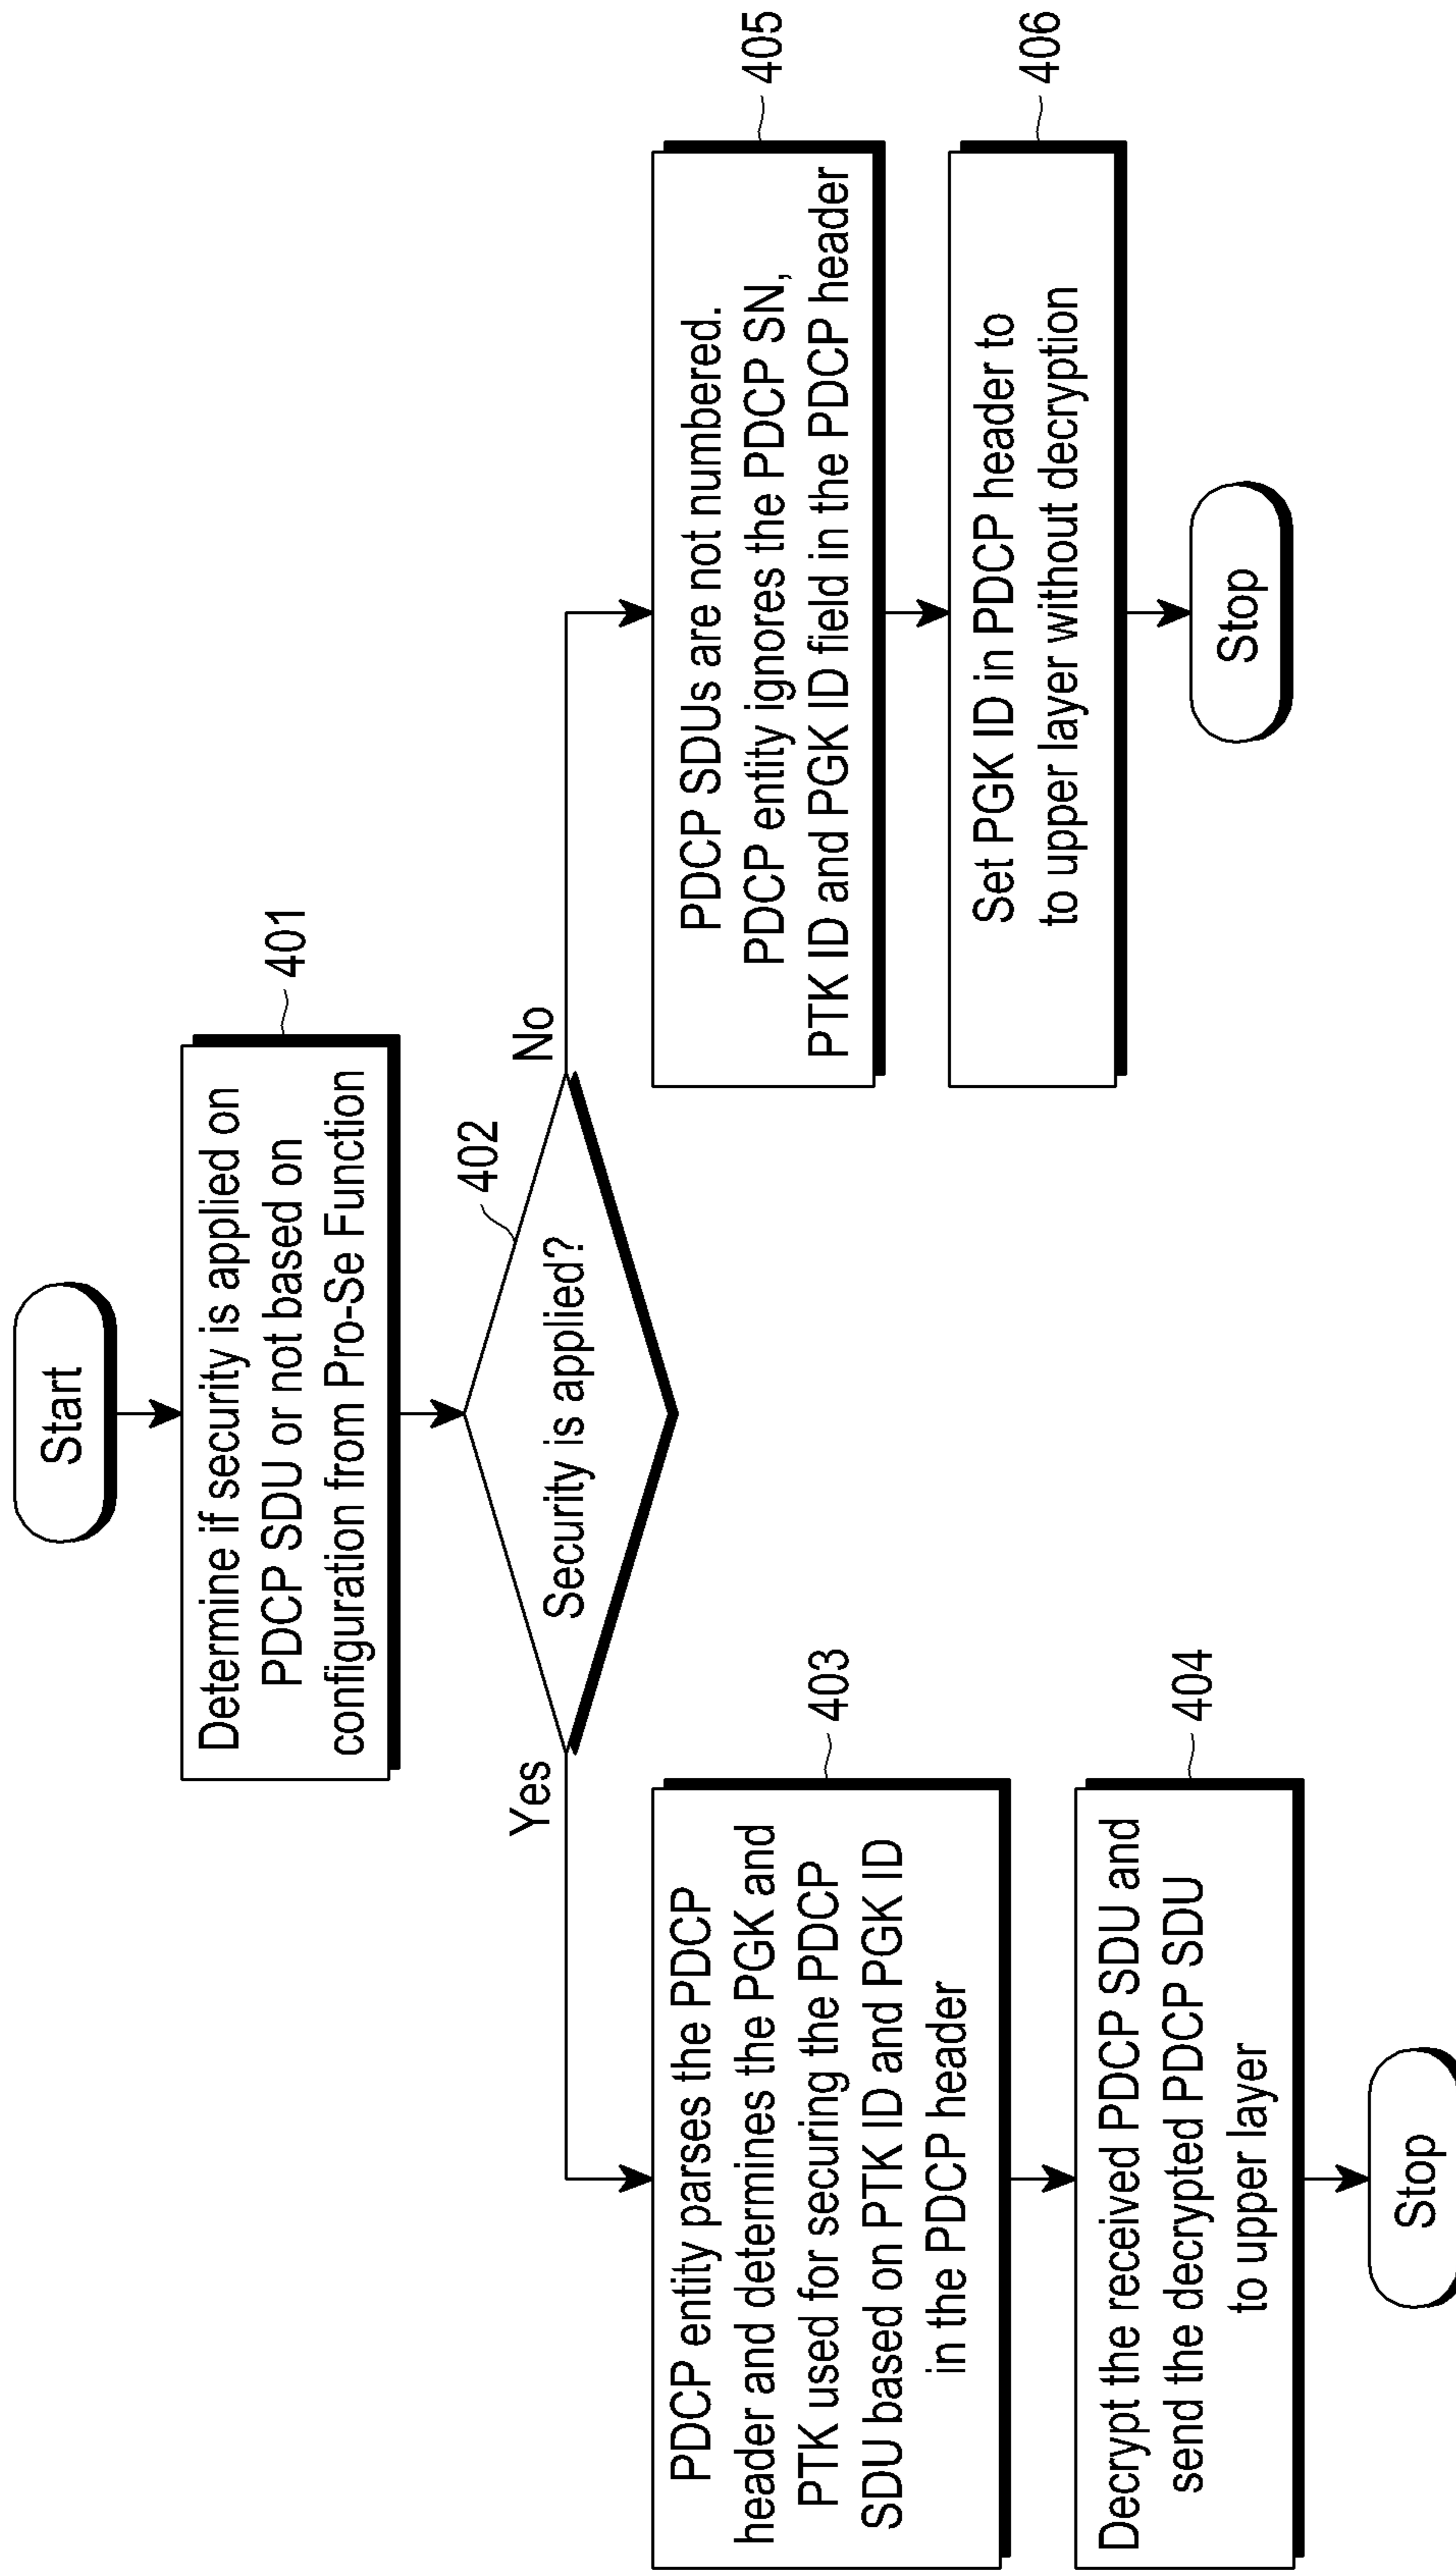 Start
Determine if security is applied on
PDCP SDU or not based on
configuration from Pro-Se Function
401
Security is applied?
402
Yes
No
PDCP entity parses the PDCP
header and determines the PGK and
PTK used for securing the PDCP
SDU based on PTK ID and PGK ID
in the PDCP header
403
Decrypt the received PDCP SDU and
send the decrypted PDCP SDU
to upper layer
404
Stop
PDCP SDUs are not numbered.
PDCP entity ignores the PDCP SN,
PTK ID and PGK ID field in the PDCP header
405
Set PGK ID in PDCP header to
to upper layer without decryption
406
Stop